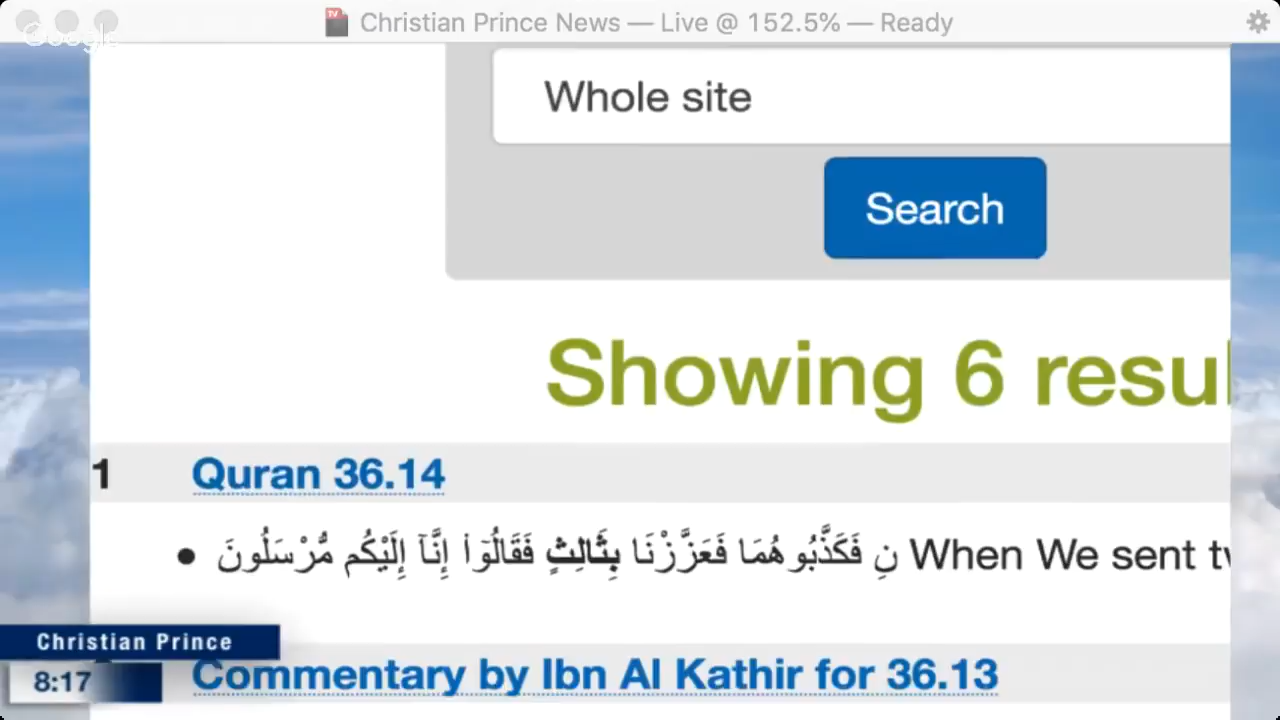 Christian Prince News — Live @ 152.5% — Ready
Google
Whole site
Search
Showing 6 resul
1 Quran 36.14
• نِ فَكَذَّبُوهُمَا فَعَزَّزْنَا بِثَالِثٍ فَقَالُوٓا۟ إِنَّآ إِلَيْكُم مُّرْسَلُونَ When We sent tw
Christian Prince
8:17
Commentary by Ibn Al Kathir for 36.13